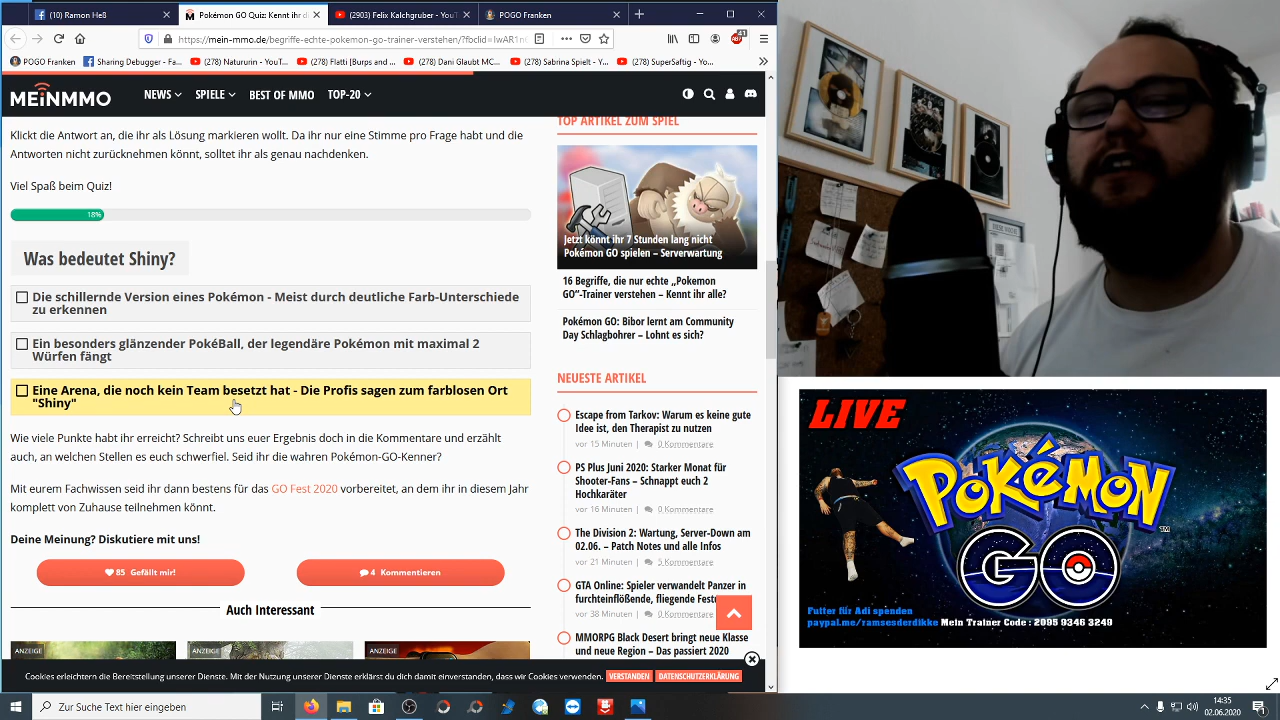 (10) Ramon Heß
Pokémon GO Quiz: Kennt ihr di
(2903) Felix Kalchgruber - YouT
POGO Franken
https://mein-mmo.de/begriffe-echte-pokemon-go-trainer-verstehen/?fbclid=IwAR1n
41
POGO Franken
Sharing Debugger - Fa...
(278) Natururin - YouT...
(278) Flatti |Burps and ...
(278) Dani Glaubt MC...
(278) Sabrina Spielt - Y...
(278) "SuperSaftig - Yo...
MEINMMO
NEWS
SPIELE
BEST OF MMO
TOP-20
Klickt die Antwort an, die ihr als Lösung markieren wollt. Da ihr nur eine Stimme pro Frage habt und die
Antworten nicht zurücknehmen könnt, solltet ihr als genau nachdenken.
Viel Spaß beim Quiz!
18%
Was bedeutet Shiny?
Die schillernde Version eines Pokémon - Meist durch deutliche Farb-Unterschiede
zu erkennen
Ein besonders glänzender PokéBall, der legendäre Pokémon mit maximal 2
Würfen fängt
Eine Arena, die noch kein Team besetzt hat - Die Profis sagen zum farblosen Ort
"Shiny"
Wie viele Punkte habt ihr erreicht? Schreibt uns euer Ergebnis doch in die Kommentare und erzählt
auch, an welchen Stellen es euch schwerfiel. Seid ihr die wahren Pokémon-GO-Kenner?
Mit eurem Fachwissen seid ihr dann bestens für das GO Fest 2020 vorbereitet, an dem ihr in diesem Jahr
komplett von Zuhause teilnehmen könnt.
Deine Meinung? Diskutiere mit uns!
85 Gefällt mir!
4 Kommentieren
Auch Interessant
ANZEIGE
ANZEIGE
ANZEIGE
TOP ARTIKEL ZUM SPIEL
Jetzt könnt ihr 7 Stunden lang nicht
Pokémon GO spielen – Serverwartung
16 Begriffe, die nur echte „Pokemon
GO“-Trainer verstehen – Kennt ihr alle?
Pokémon GO: Bibor lernt am Community
Day Schlagbohrer – Lohnt es sich?
NEUESTE ARTIKEL
Escape from Tarkov: Warum es keine gute
Idee ist, den Therapist zu nutzen
vor 15 Minuten | 0 Kommentare
PS Plus Juni 2020: Starker Monat für
Shooter-Fans – Schnappt euch 2
Hochkaräter
vor 16 Minuten | 0 Kommentare
The Division 2: Wartung, Server-Down am
02.06. – Patch Notes und alle Infos
vor 21 Minuten | 5 Kommentare
GTA Online: Spieler verwandelt Panzer in
furchteinflößende, fliegende
vor 38 Minuten | 0 Kommentare
MMORPG Black Desert bringt neue Klasse
und neue Region – Das passiert 2020
Cookies erleichtern die Bereitstellung unserer Dienste. Mit der Nutzung unserer Dienste erklärst du dich damit einverstanden, dass wir Cookies verwenden.
VERSTANDEN
DATENSCHUTZERKLÄRUNG
LIVE
POKÉMON
TM
GO
Futter für Adi spenden
paypal.me/ramsesderdikke Mein Trainer Code : 2095 9346 3249
Zur Suche Text hier eingeben
14:35
02.06.2020